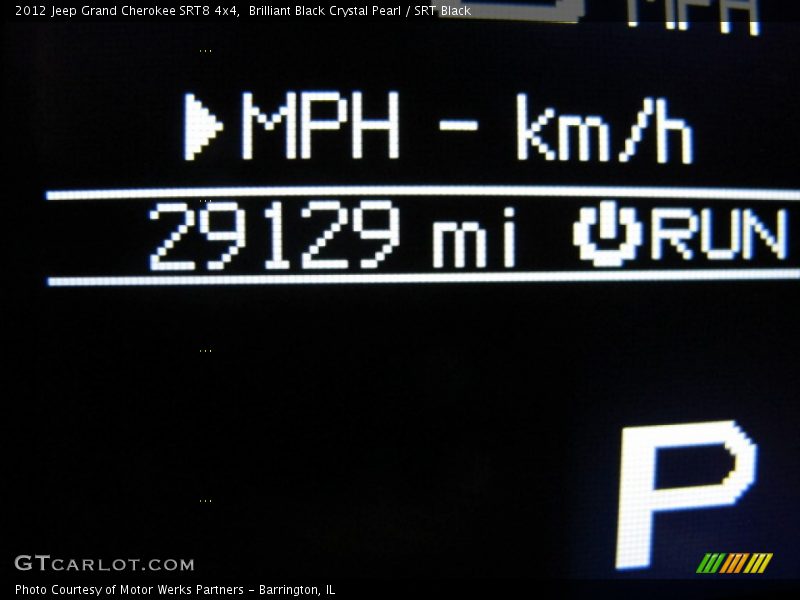 2012 Jeep Grand Cherokee SRT8 4x4, Brilliant Black Crystal Pearl / SRT Black
MPH
MPH - km/h
29129 mi RUN
P
GTCARLOT.COM
Photo Courtesy of Motor Werks Partners - Barrington, IL